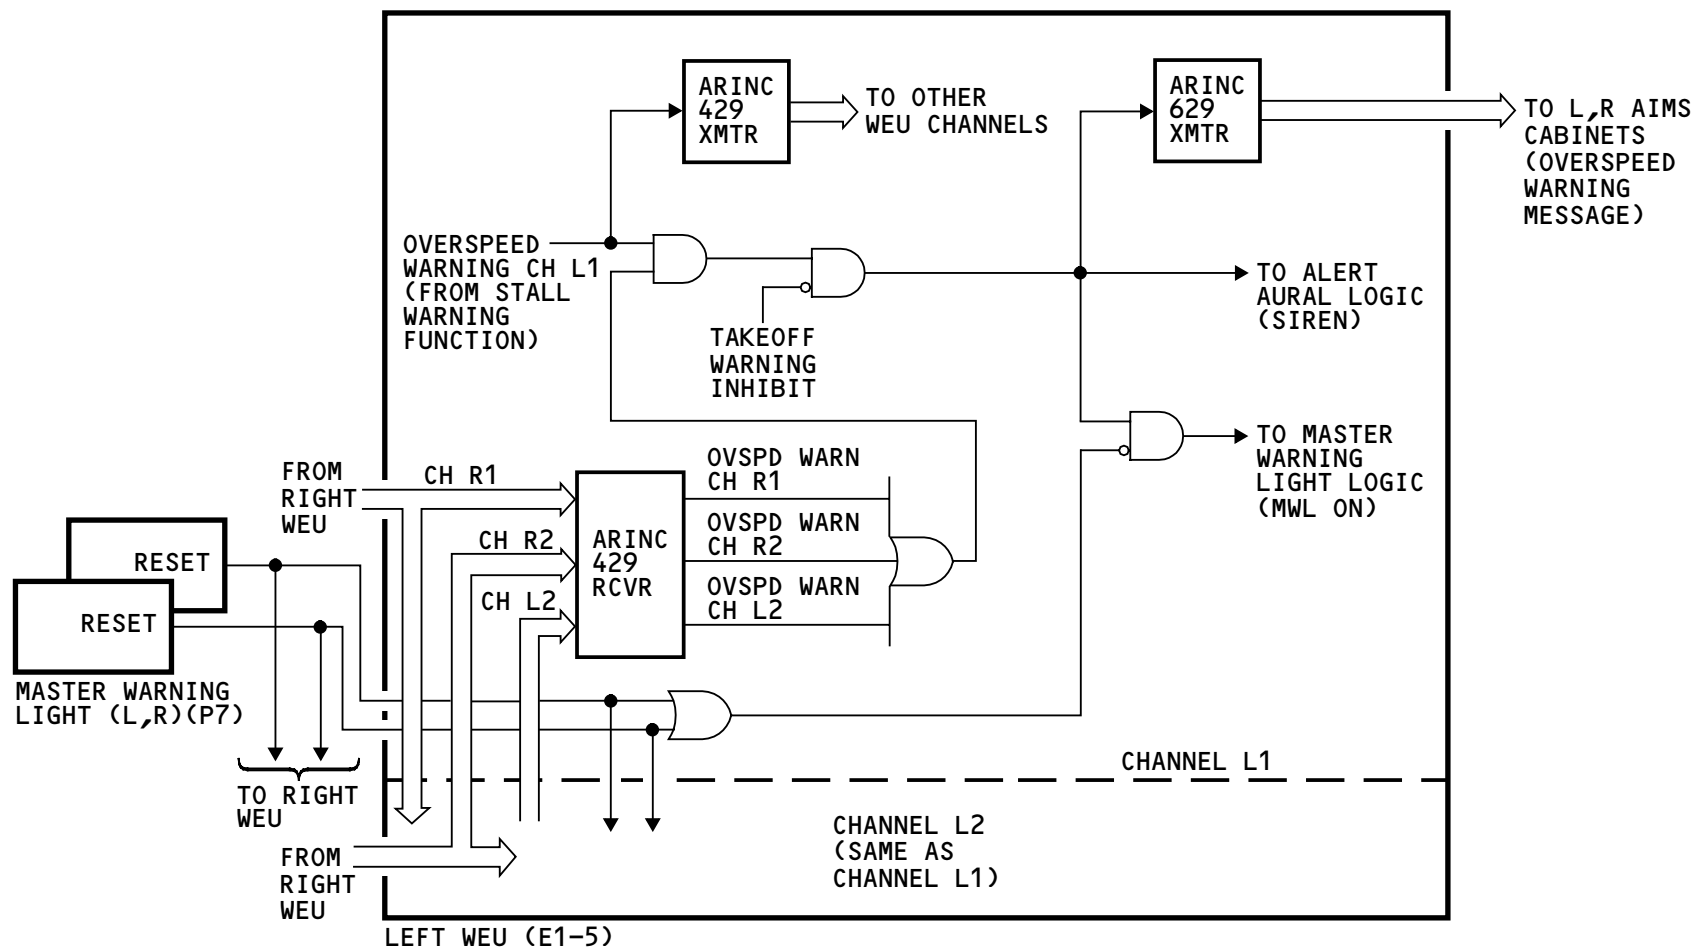 ARINC
429
XMTR
TO OTHER
WEU CHANNELS
ARINC
629
XMTR
TO L,R AIMS
CABINETS
(OVERSPEED
WARNING
MESSAGE)
OVERSPEED
WARNING CH L1
(FROM STALL
WARNING
FUNCTION)
TAKEOFF
WARNING
INHIBIT
TO ALERT
AURAL LOGIC
(SIREN)
TO MASTER
WARNING
LIGHT LOGIC
(MWL ON)
FROM
RIGHT
WEU
CH R1
CH R2
CH L2
ARINC
429
RCVR
OVSPD WARN
CH R1
OVSPD WARN
CH R2
OVSPD WARN
CH L2
RESET
RESET
MASTER WARNING
LIGHT (L,R)(P7)
TO RIGHT
WEU
CHANNEL L1
CHANNEL L2
(SAME AS
CHANNEL L1)
FROM
RIGHT
WEU
LEFT WEU (E1-5)